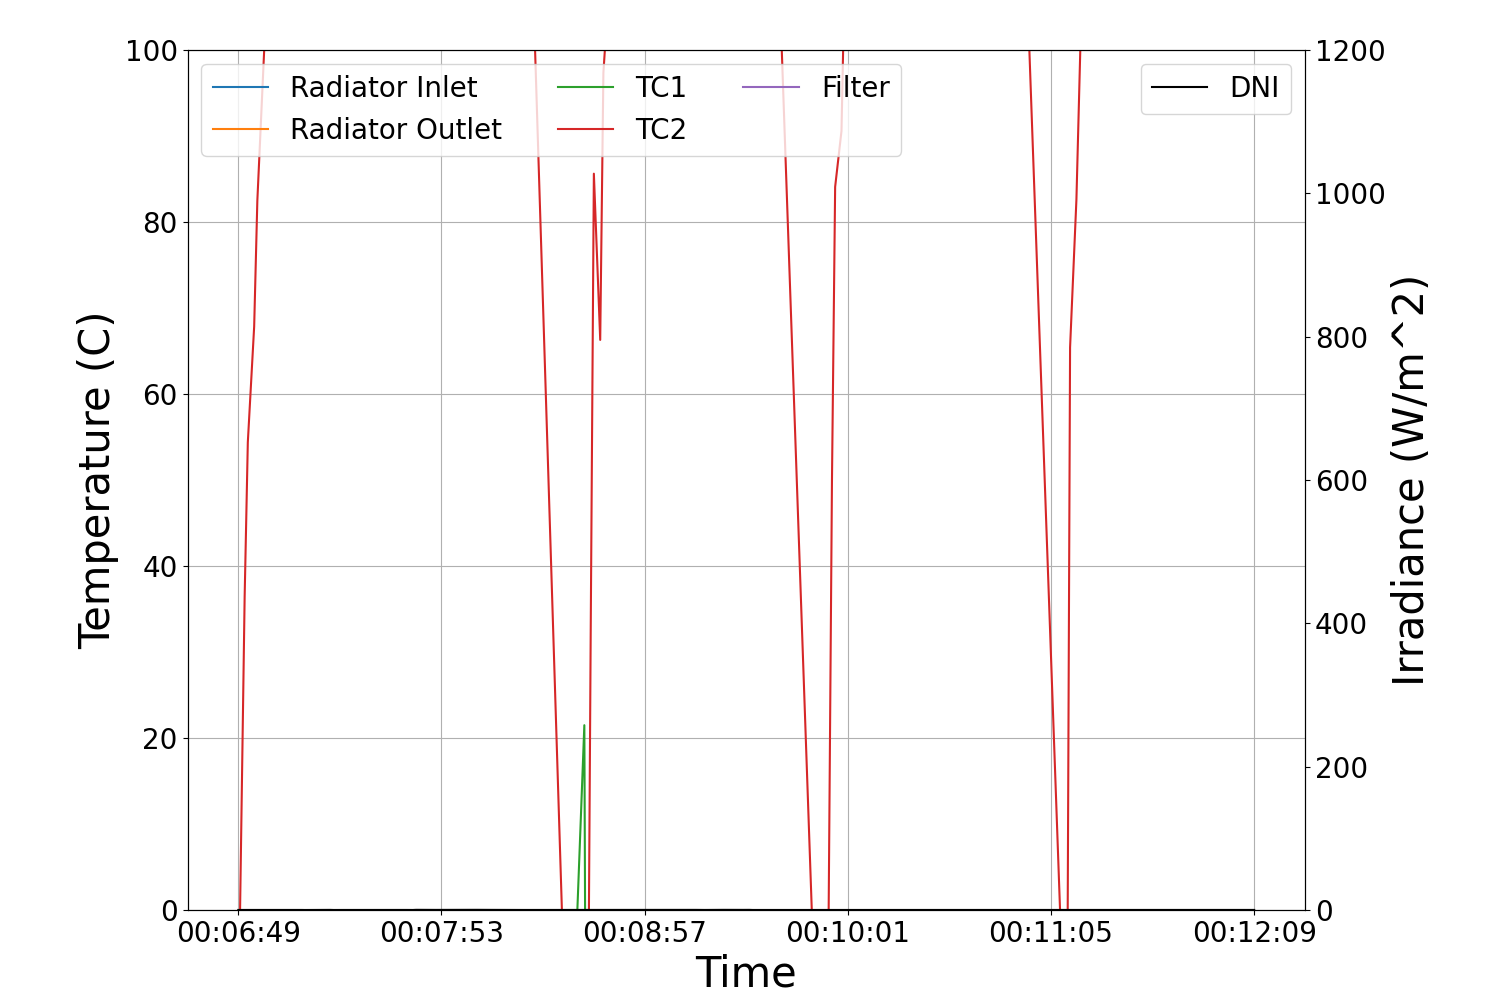 100
80
60
40
20
0
Temperature (C)
Radiator Inlet
Radiator Outlet
TC1
TC2
Filter
DNI
1200
1000
800
600
400
200
0
Irradiance (W/m^2)
00:06:49 00:07:53 00:08:57 00:10:01 00:11:05 00:12:09
Time